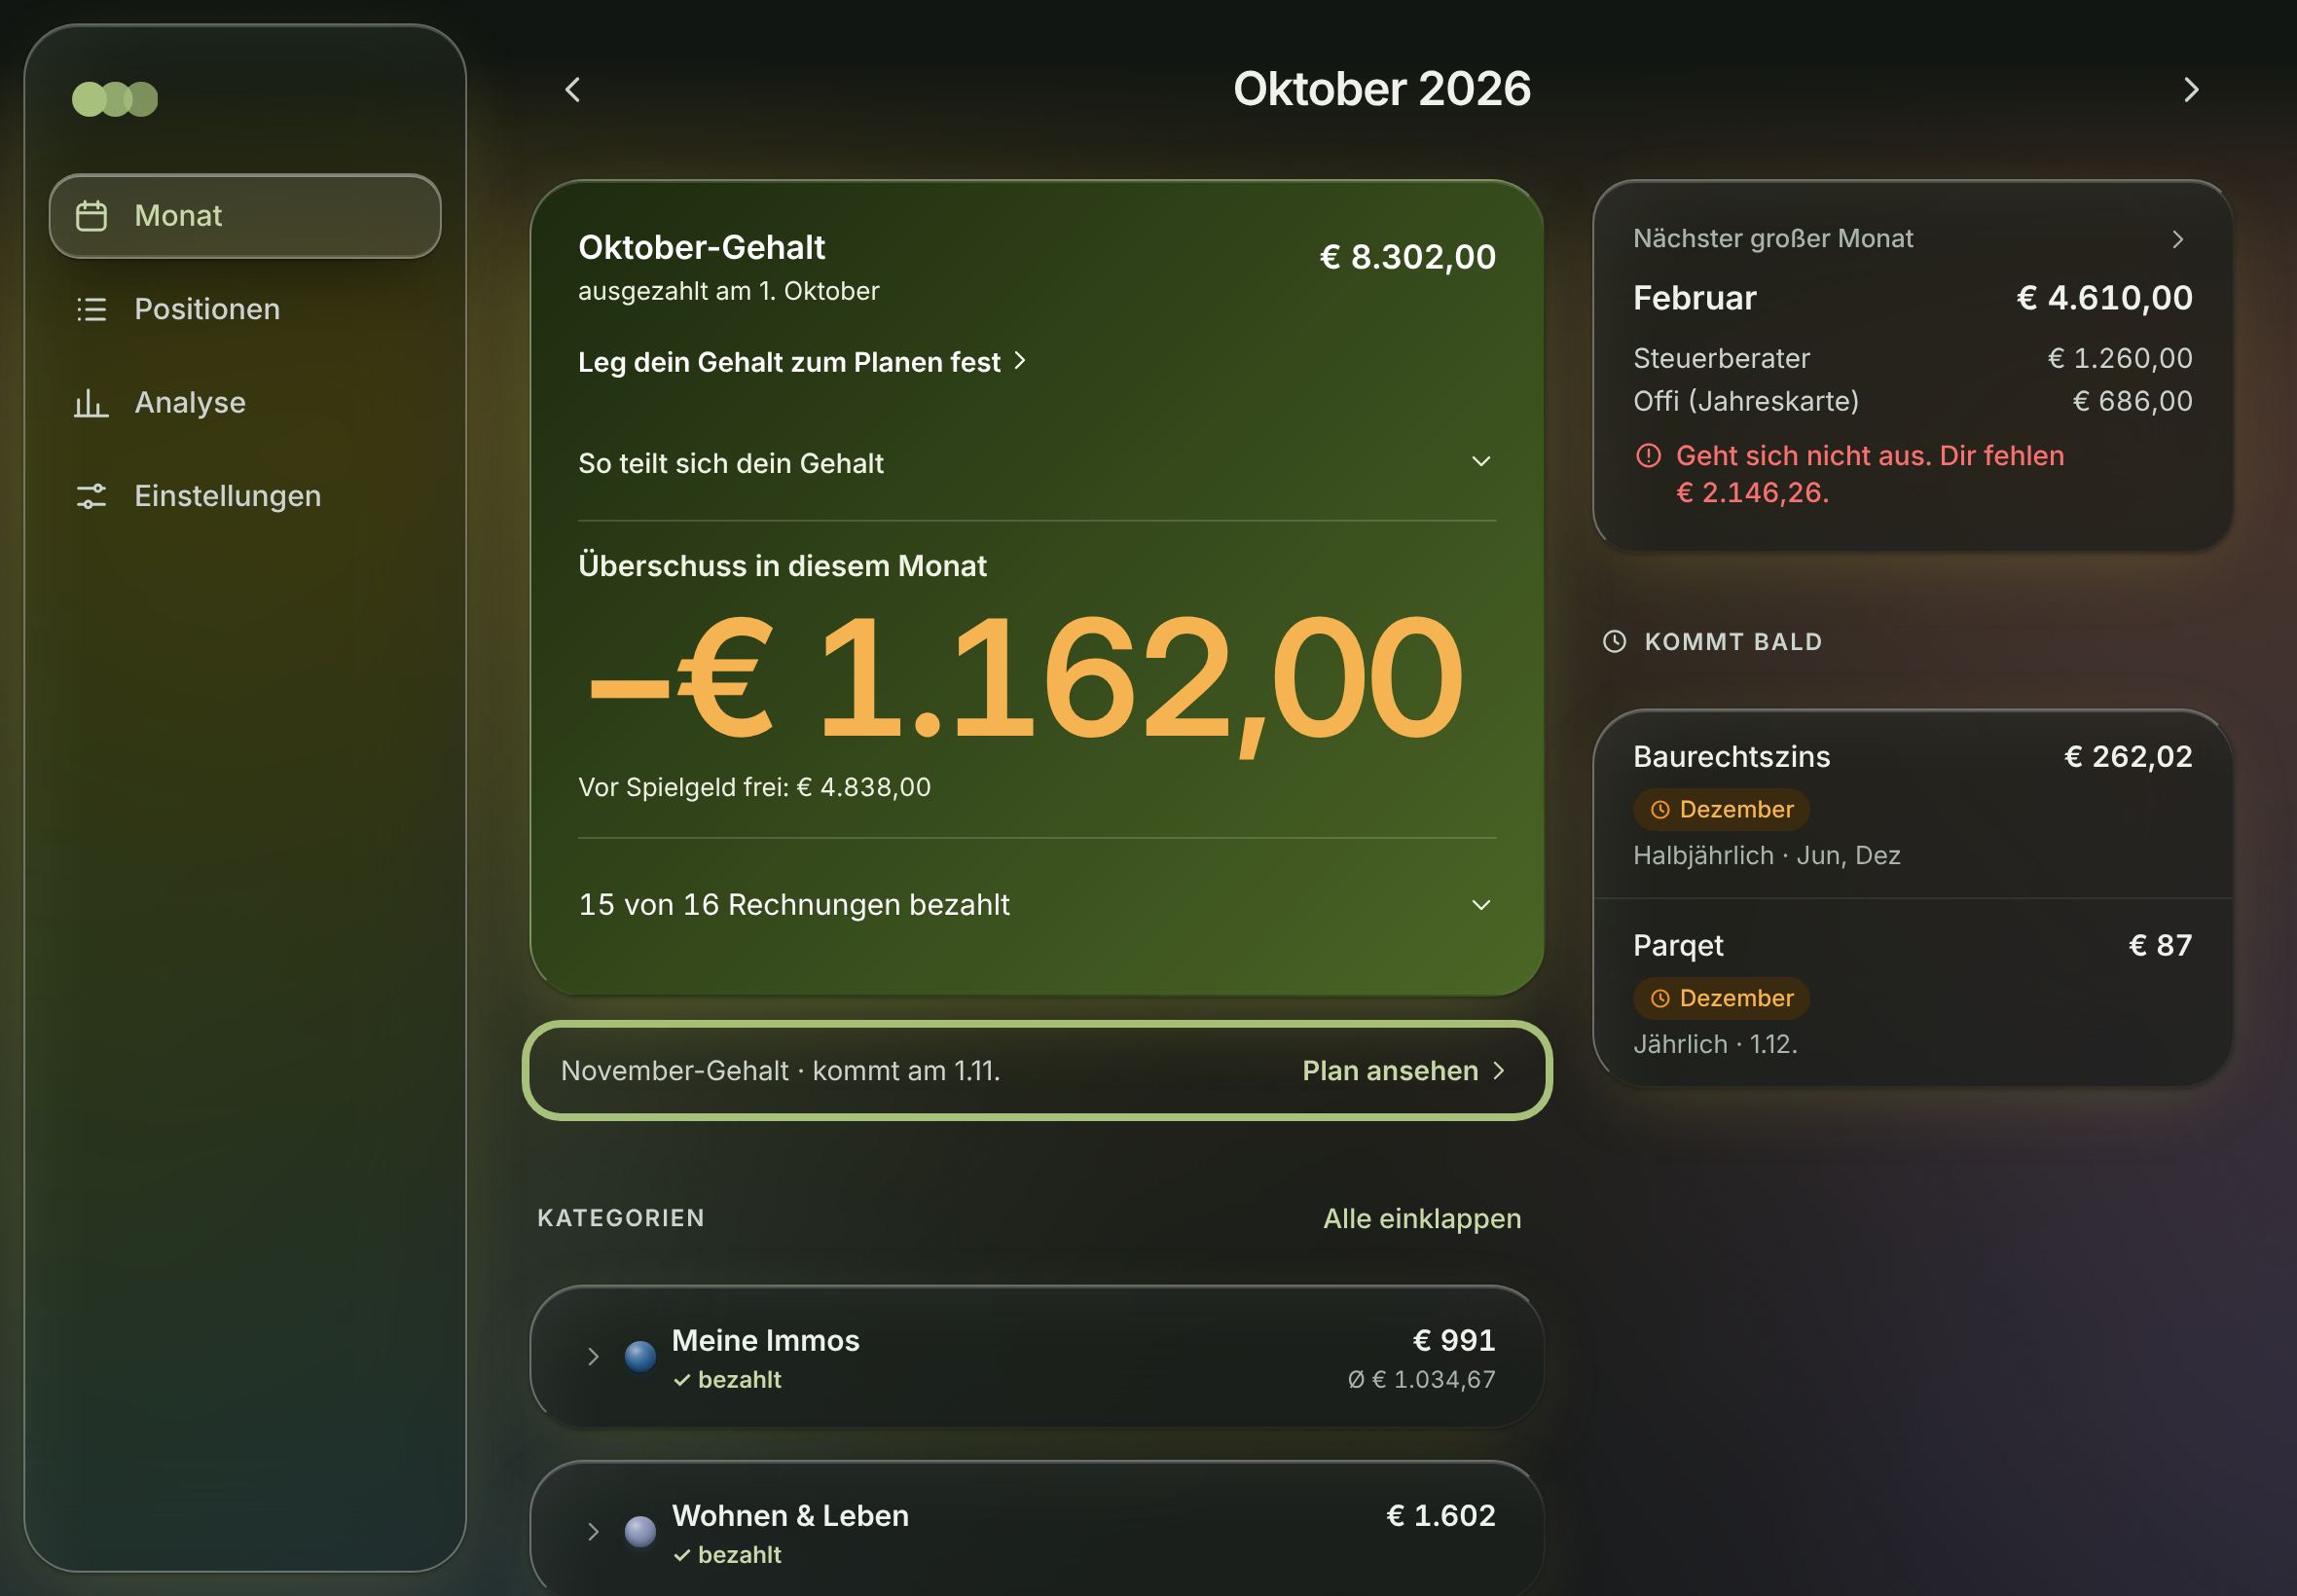 Monat
Positionen
Analyse
Einstellungen
Oktober 2026
Oktober-Gehalt
€ 8.302,00
ausgezahlt am 1. Oktober
Leg dein Gehalt zum Planen fest
So teilt sich dein Gehalt
Überschuss in diesem Monat
−€ 1.162,00
Vor Spielgeld frei: € 4.838,00
15 von 16 Rechnungen bezahlt
November-Gehalt · kommt am 1.11.
Plan ansehen
KATEGORIEN
Alle einklappen
Meine Immos
€ 991
bezahlt
Ø € 1.034,67
Wohnen & Leben
€ 1.602
bezahlt
Nächster großer Monat
Februar
€ 4.610,00
Steuerberater
€ 1.260,00
Offi (Jahreskarte)
€ 686,00
Geht sich nicht aus. Dir fehlen
€ 2.146,26.
KOMMT BALD
Baurechtszins
€ 262,02
Dezember
Halbjährlich · Jun, Dez
Parqet
€ 87
Dezember
Jährlich · 1.12.